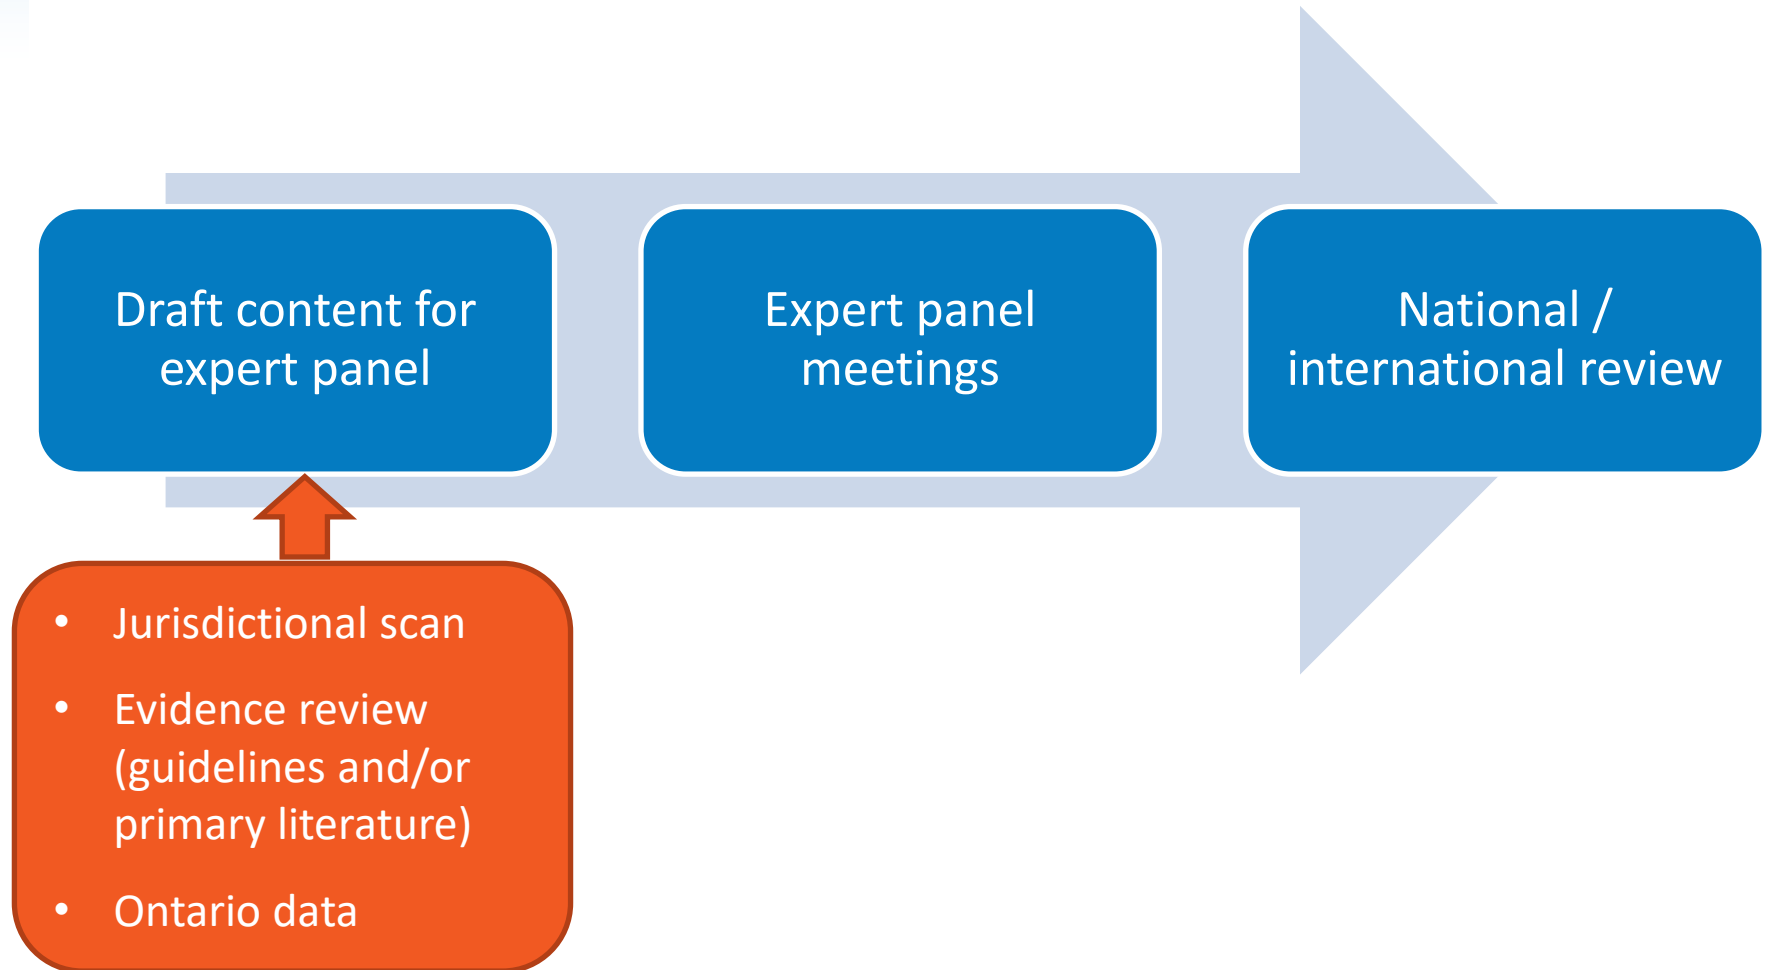 Draft content for
expert panel
Expert panel
meetings
National /
international review
• Jurisdictional scan
• Evidence review
(guidelines and/or
primary literature)
• Ontario data